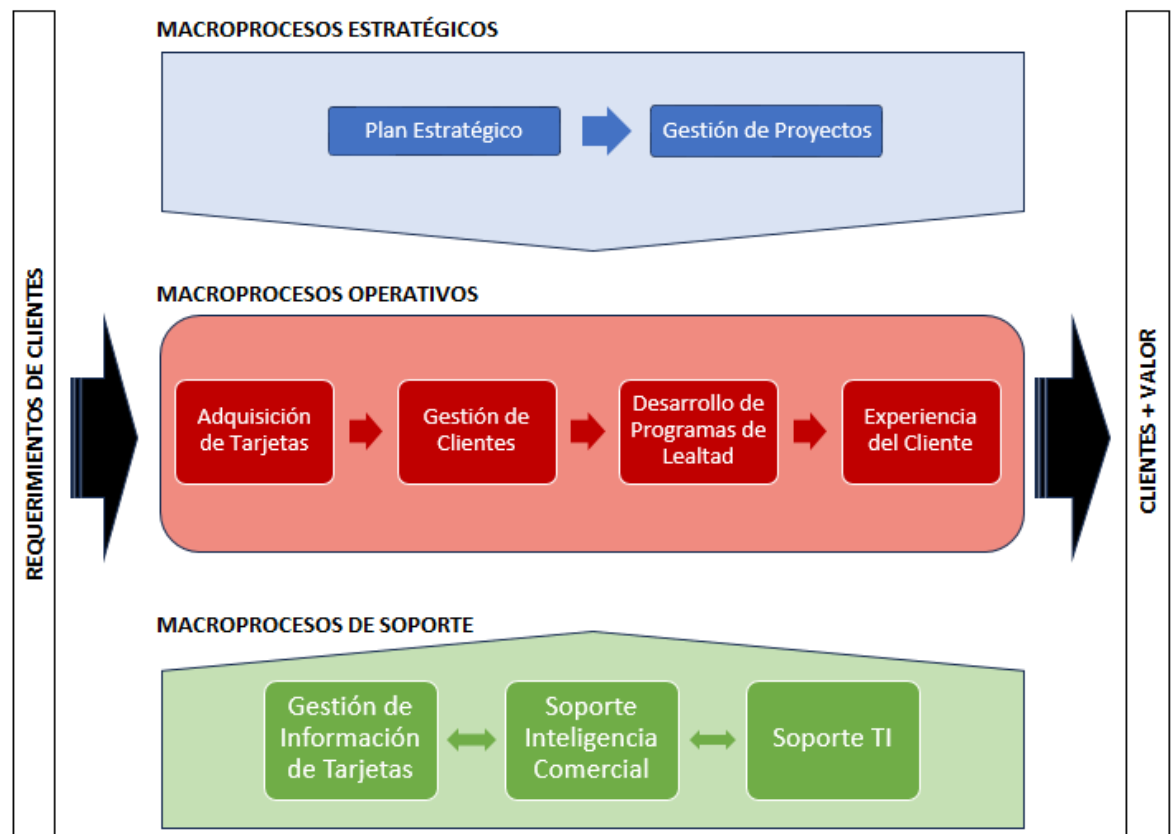 MACROPROCESOS ESTRATÉGICOS
Plan Estratégico
Gestión de Proyectos
REQUERIMIENTOS DE CLIENTES
MACROPROCESOS OPERATIVOS
Adquisición
de Tarjetas
Gestión de
Clientes
Desarrollo de
Programas de
Lealtad
Experiencia
del Cliente
CLIENTES + VALOR
MACROPROCESOS DE SOPORTE
Gestión de
Información
de Tarjetas
Soporte
Inteligencia
Comercial
Soporte TI